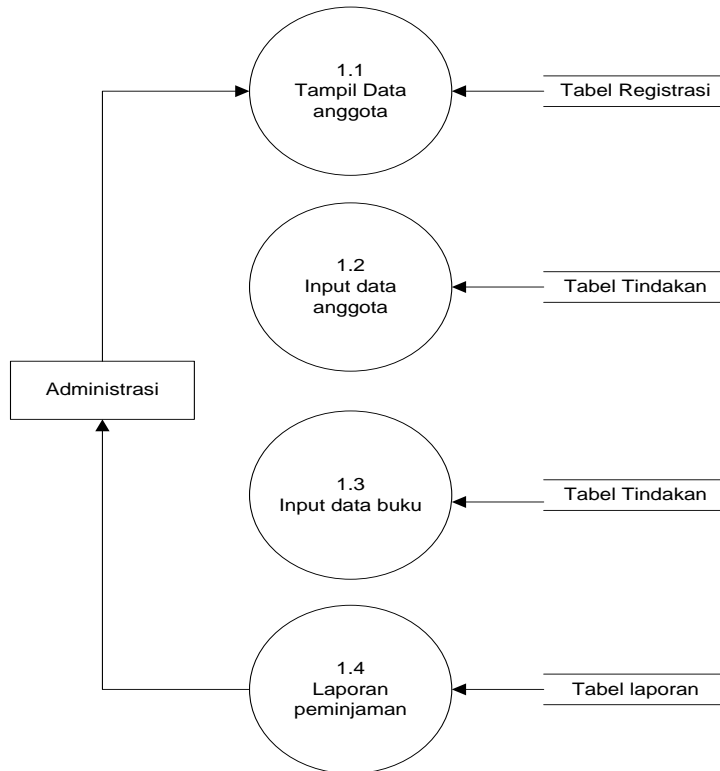 1.1
Tampil Data
anggota
Tabel Registrasi
1.2
Input data
anggota
Tabel Tindakan
Administrasi
1.3
Input data buku
Tabel Tindakan
1.4
Laporan
peminjaman
Tabel laporan